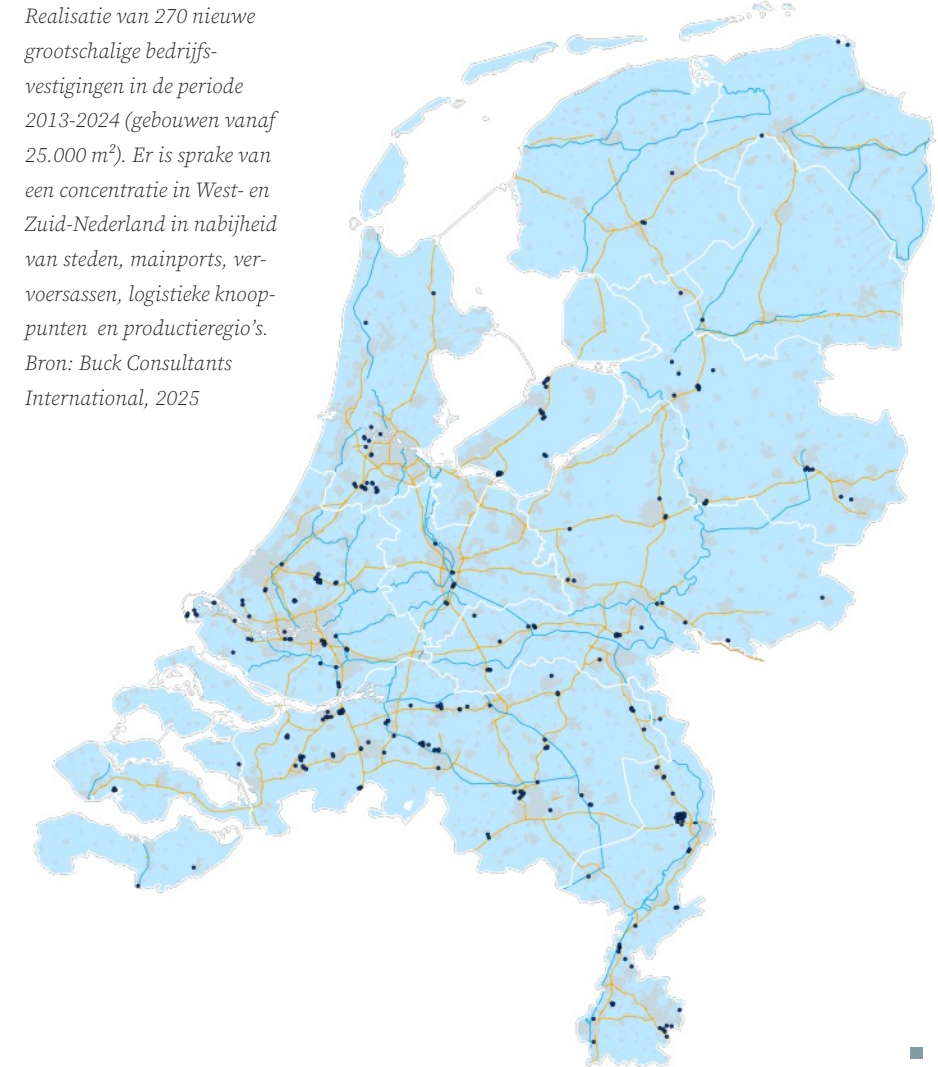 Realisatie van 270 nieuwe
grootschalige bedrijfs-
vestigingen in de periode
2013-2024 (gebouwen vanaf
25.000 m²). Er is sprake van
een concentratie in West- en
Zuid-Nederland in nabijheid
van steden, mainports, ver-
voersassen, logistieke knoop-
punten  en productieregio’s.
Bron: Buck Consultants
International, 2025